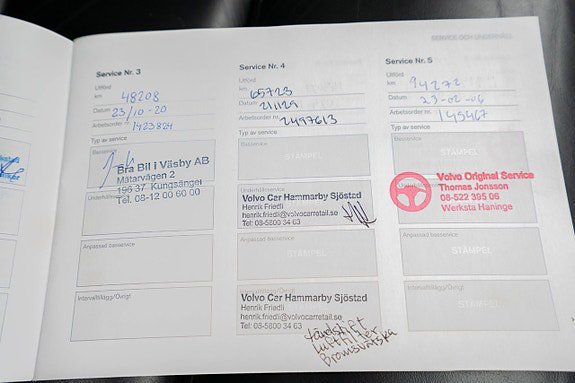 SERVICE OCH UNDERHÅLL
Service Nr. 3
Utförd
km 48208
Datum 23/10-20
Arbetsorder nr.
Typ av service
Basservice
Bra Bil i Väsby AB
Mätarvägen 2
196 37 Kungsängen
Tel. 08-12 00 60 00
Anpassad basservice
Intervalltillägg/Övrigt
Service Nr. 4
Utförd
km 65723
Datum 211129
Arbetsorder nr. 2497613
Typ av service
Basservice
STÄMPEL
Underhållsservice
Volvo Car Hammarby Sjöstad
Henrik Friedli
henrik.friedli@volvocarretail.se
Tel: 08-5800 34 63
Anpassad basservice
STÄMPEL
Intervalltillägg/Övrigt
Volvo Car Hammarby Sjöstad
Henrik Friedli
henrik.friedli@volvocarretail.se
Tel: 08-5800 34 63
tändstift
Luftfilter
Bromsvätska
Service Nr. 5
Utförd
km 94272
Datum 23-02-06
Arbetsorder nr. 145467
Typ av service
Basservice
STÄMPEL
Underhållsservice
Volvo Original Service
Thomas Jonsson
08-522 395 06
Werksta Haninge
Anpassad basservice
STÄMPEL
Intervalltillägg/Övrigt
STÄMPEL